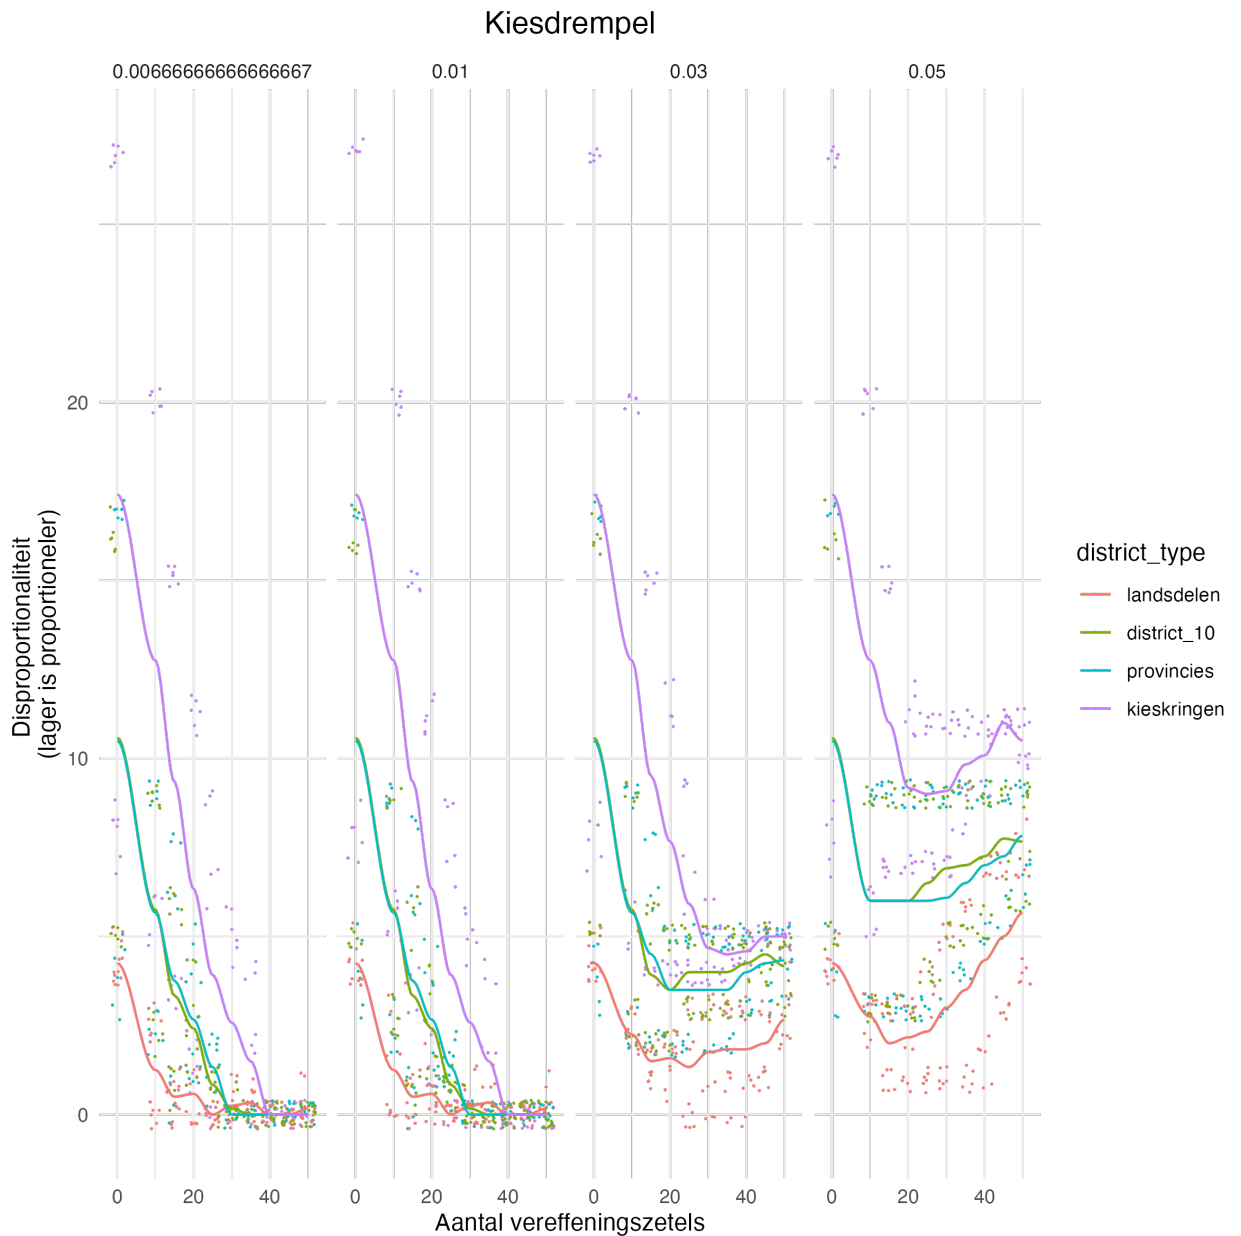 Kiesdrempel
0.00666666666666667
0.01
0.03
0.05
Disproportionaliteit
(lager is proportioneler)
20
10
0
0 20 40
0 20 40
0 20 40
0 20 40
Aantal vereffeningszetels
district_type
landsdelen
district_10
provincies
kieskringen